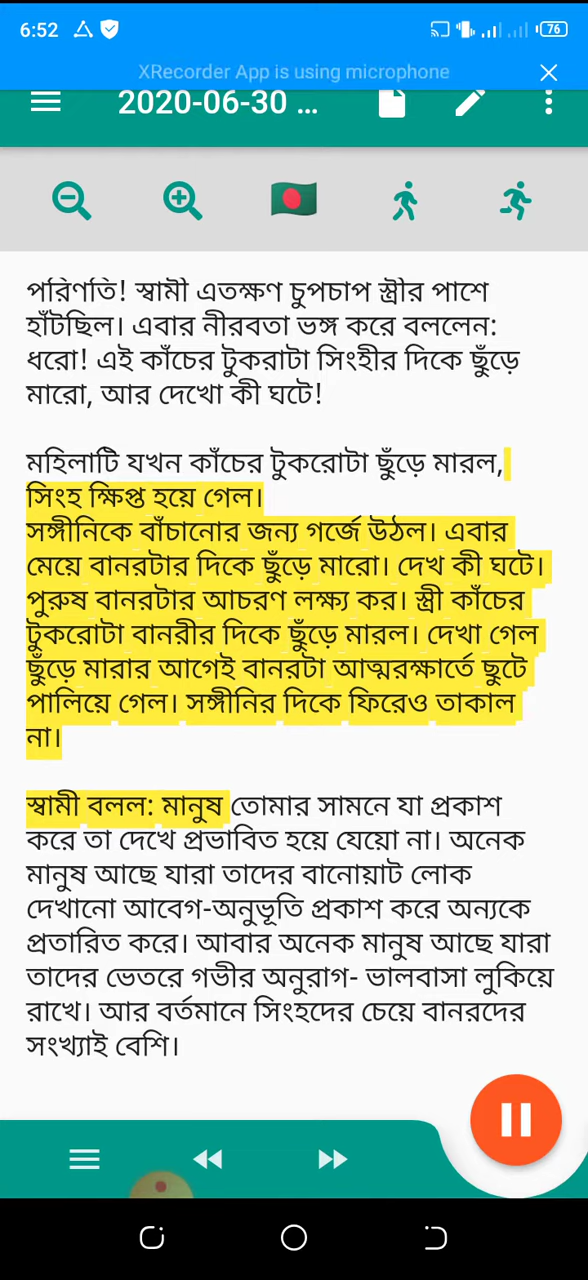 6:52
76
XRecorder App is using microphone
2020-06-30 ...
পরিণতি! স্বামী এতক্ষণ চুপচাপ স্ত্রীর পাশে
হাঁটছিল। এবার নীরবতা ভঙ্গ করে বললেন:
ধরো! এই কাঁচের টুকরাটা সিংহীর দিকে ছুঁড়ে
মারো, আর দেখো কী ঘটে!
মহিলাটি যখন কাঁচের টুকরোটা ছুঁড়ে মারল,
সিংহ ক্ষিপ্ত হয়ে গেল।
সঙ্গীনিকে বাঁচানোর জন্য গর্জে উঠল। এবার
মেয়ে বানরটার দিকে ছুঁড়ে মারো। দেখ কী ঘটে।
পুরুষ বানরটার আচরণ লক্ষ্য কর। স্ত্রী কাঁচের
টুকরোটা বানরীর দিকে ছুঁড়ে মারল। দেখা গেল
ছুঁড়ে মারার আগেই বানরটা আত্মরক্ষার্তে ছুটে
পালিয়ে গেল। সঙ্গীনির দিকে ফিরেও তাকাল
না।
স্বামী বলল: মানুষ তোমার সামনে যা প্রকাশ
করে তা দেখে প্রভাবিত হয়ে যেয়ো না। অনেক
মানুষ আছে যারা তাদের বানোয়াট লোক
দেখানো আবেগ-অনুভূতি প্রকাশ করে অন্যকে
প্রতারিত করে। আবার অনেক মানুষ আছে যারা
তাদের ভেতরে গভীর অনুরাগ- ভালবাসা লুকিয়ে
রাখে। আর বর্তমানে সিংহদের চেয়ে বানরদের
সংখ্যাই বেশি।